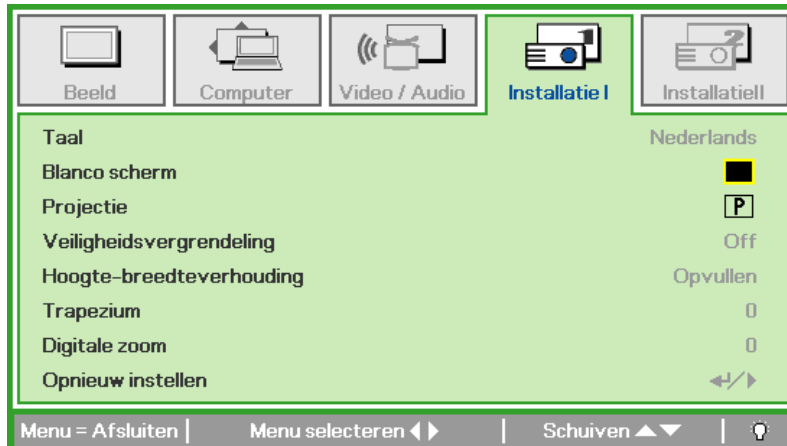 Beeld Computer Video / Audio Installatie I InstallatieII
Taal Nederlands
Blanco scherm
Projectie P
Veiligheidsvergrendeling Off
Hoogte-breedteverhouding Opvullen
Trapezium 0
Digitale zoom 0
Opnieuw instellen
Menu = Afsluiten Menu selecteren Schuiven